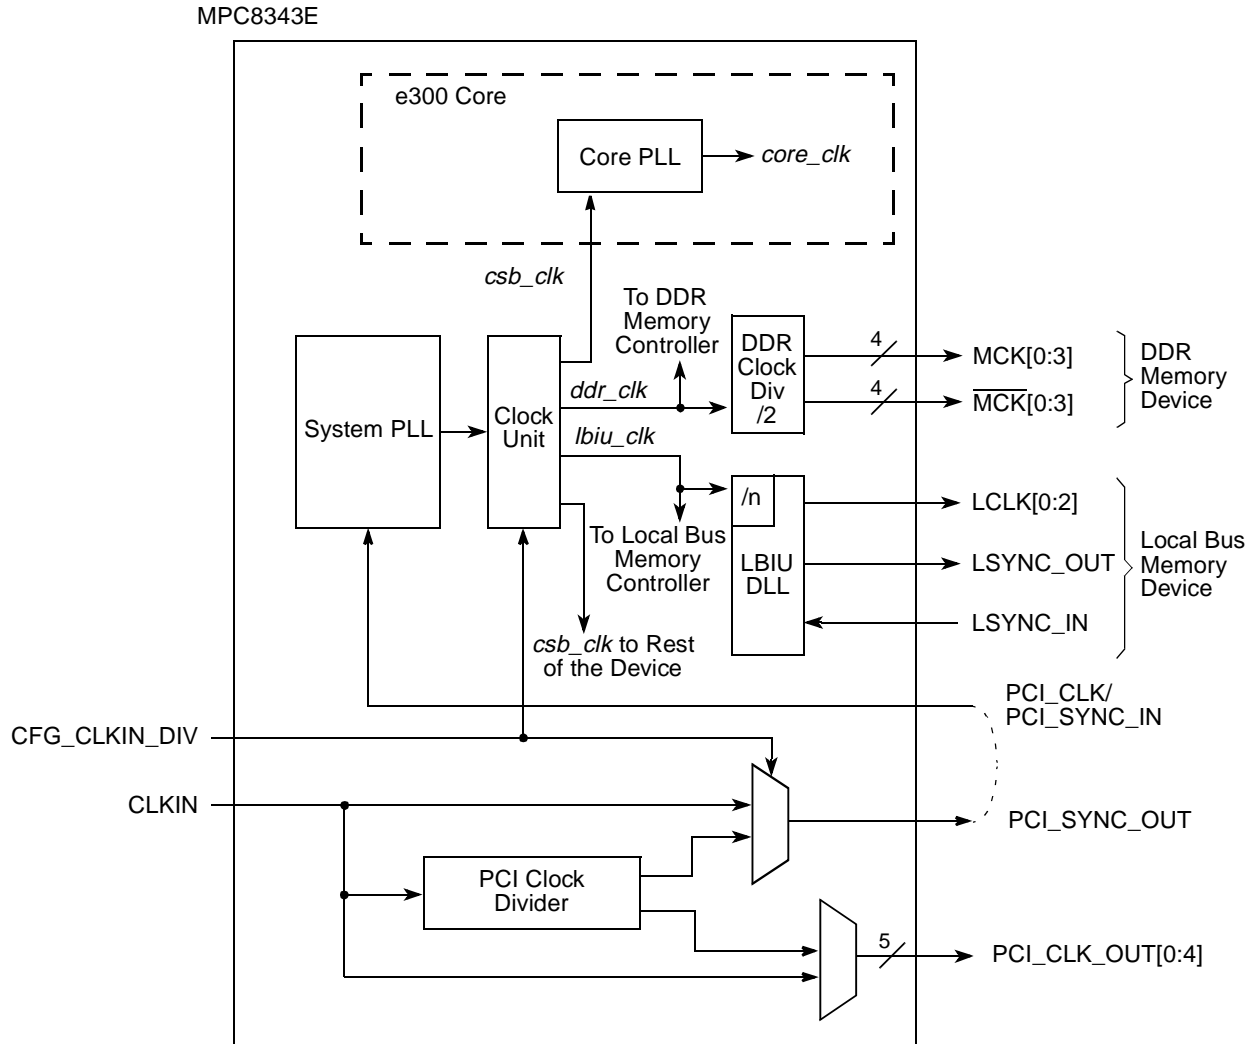 MPC8343E
e300 Core
Core PLL
core_clk
csb_clk
To DDR
Memory
Controller
System PLL
Clock
Unit
ddr_clk
lbiu_clk
DDR
Clock
Div
/2
4
4
MCK[0:3]
M̅C̅K̅[0:3]
DDR
Memory
Device
/n
LBIU
DLL
To Local Bus
Memory
Controller
LCLK[0:2]
LSYNC_OUT
LSYNC_IN
Local Bus
Memory
Device
csb_clk to Rest
of the Device
PCI_CLK/
PCI_SYNC_IN
CFG_CLKIN_DIV
CLKIN
PCI_SYNC_OUT
PCI Clock
Divider
5
PCI_CLK_OUT[0:4]